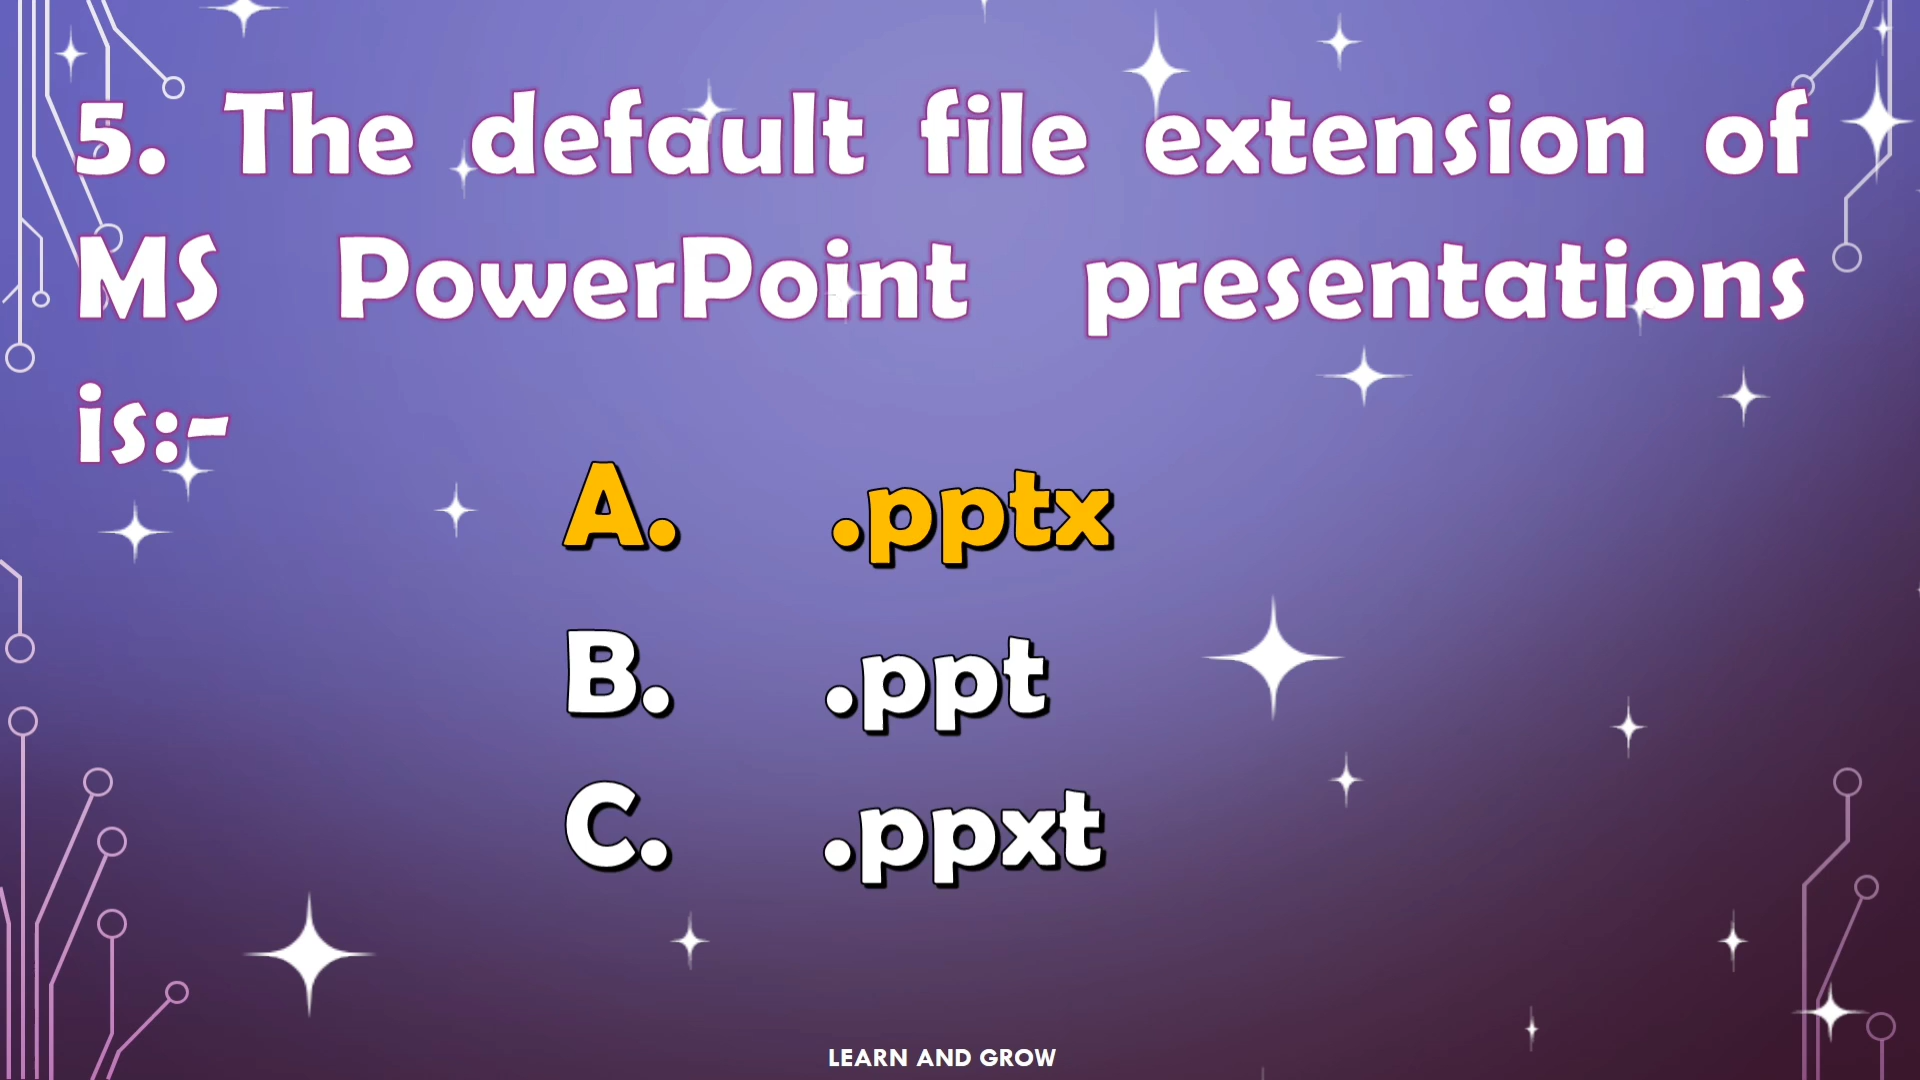 5. The default file extension of
MS PowerPoint presentations
is:-
A. .pptx
B. .ppt
C. .ppxt
LEARN AND GROW